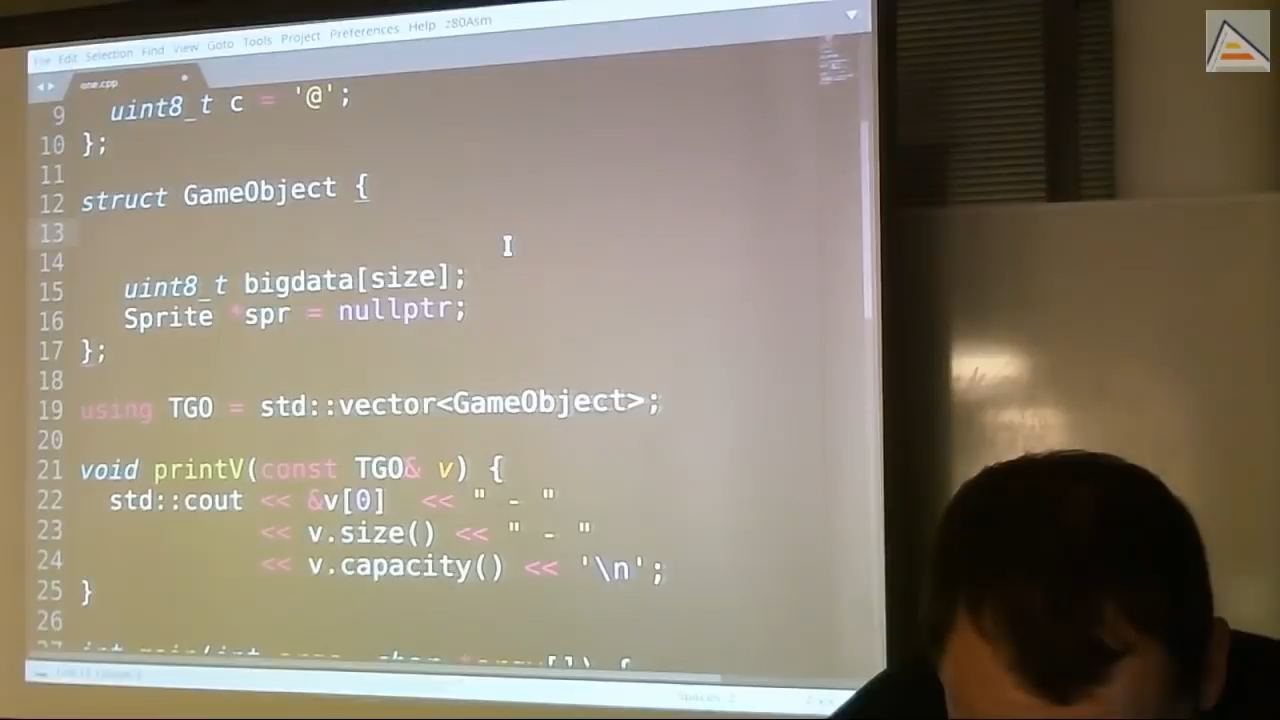 File Edit Selection Find View Goto Tools Project Preferences Help z80Asm
one.cpp
9 uint8_t c = '@';
10 };
11
12 struct GameObject {
13
14
15 uint8_t bigdata[size];
16 Sprite *spr = nullptr;
17 };
18
19 using TGO = std::vector<GameObject>;
20
21 void printV(const TGO& v) {
22 std::cout << &v[0] << " - "
23 << v.size() << " - "
24 << v.capacity() << '\n';
25 }
26
27